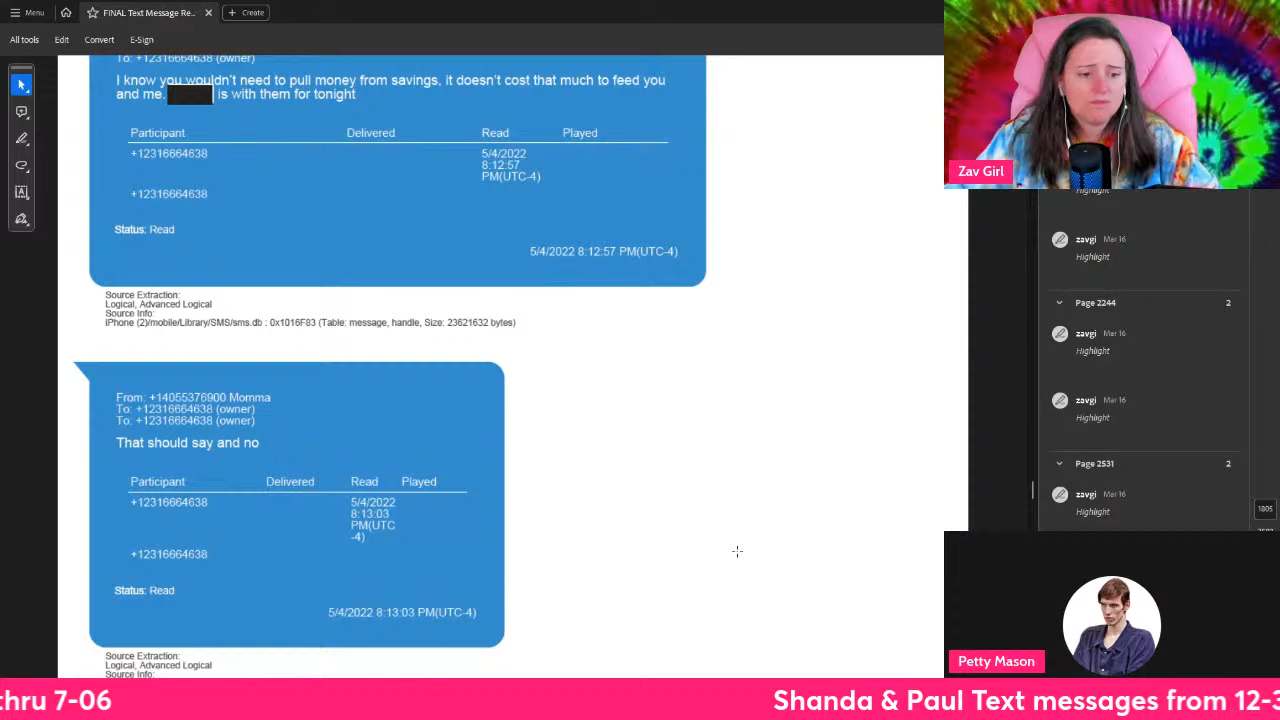 Menu
FINAL Text Message Re...
Create
All tools
Edit
Convert
E-Sign
To: +12316664638 (owner)
I know you wouldn't need to pull money from savings, it doesn't cost that much to feed you
and me. is with them for tonight
Participant Delivered Read Played
+12316664638 5/4/2022
8:12:57
PM(UTC-4)
+12316664638
Status: Read
5/4/2022 8:12:57 PM(UTC-4)
Source Extraction:
Logical, Advanced Logical
Source Info:
iPhone (2)/mobile/Library/SMS/sms.db : 0x1016F83 (Table: message, handle, Size: 23621632 bytes)
From: +14055376900 Momma
To: +12316664638 (owner)
To: +12316664638 (owner)
That should say and no
Participant Delivered Read Played
+12316664638 5/4/2022
8:13:03
PM(UTC
-4)
+12316664638
Status: Read
5/4/2022 8:13:03 PM(UTC-4)
Source Extraction:
Logical, Advanced Logical
Source Info:
Zav Girl
Highlight
zavgi Mar 16
Highlight
Page 2244 2
zavgi Mar 16
Highlight
zavgi Mar 16
Highlight
Page 2531 2
zavgi Mar 16
Highlight
1805
Petty Mason
thru 7-06 Shanda & Paul Text messages from 12-3